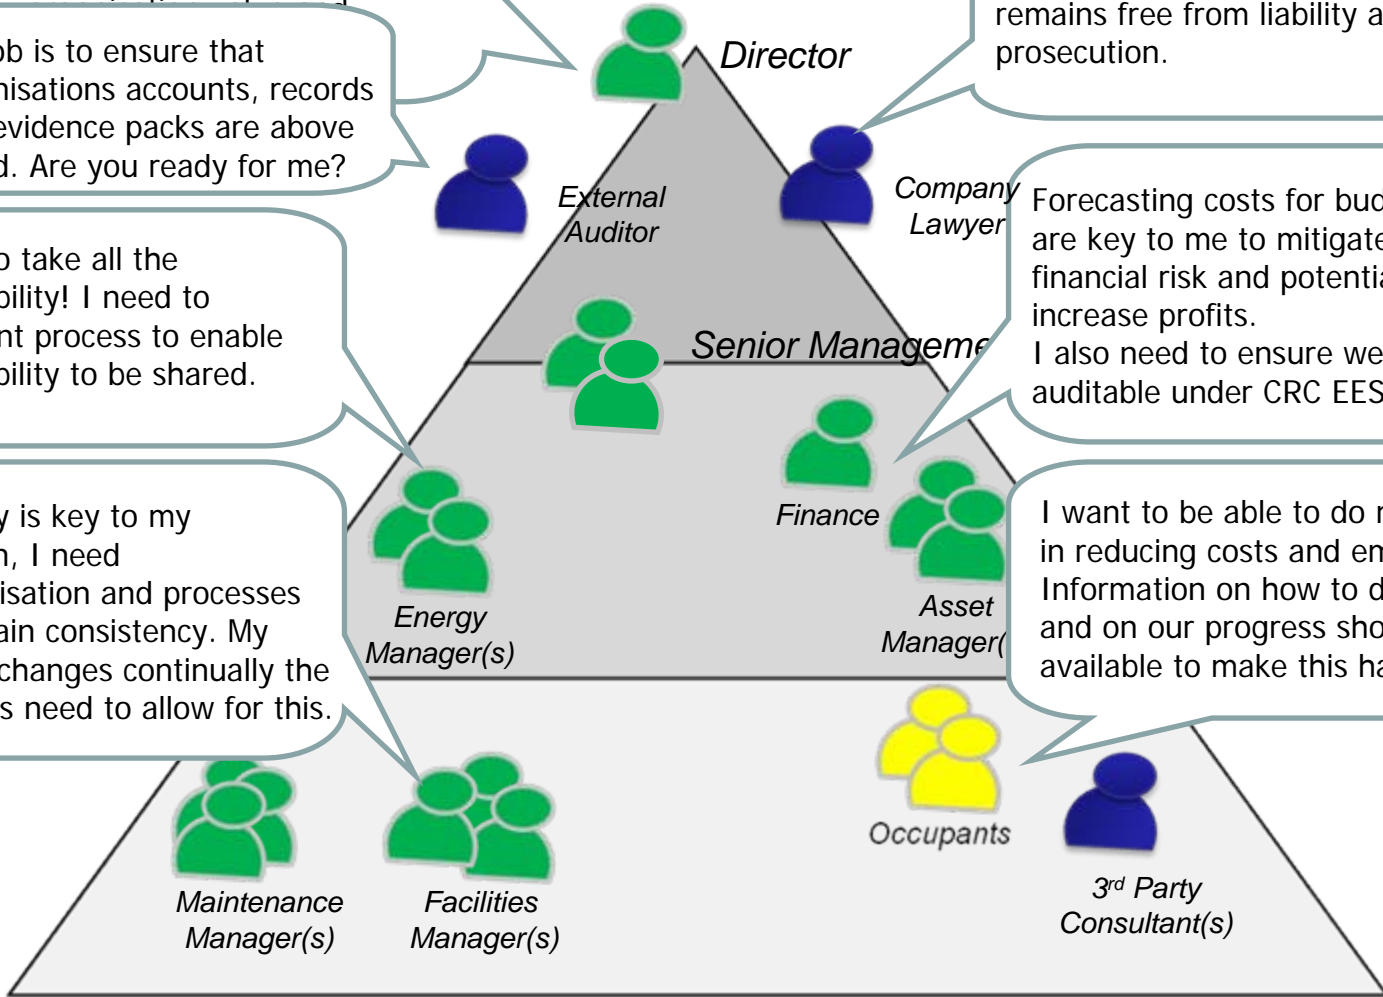 Director
remains free from liability a
prosecution.
ob is to ensure that
nisations accounts, records
evidence packs are above
d. Are you ready for me?
External
Auditor
Company
Lawyer
Forecasting costs for bud
are key to me to mitigate
financial risk and potentia
increase profits.
I also need to ensure we
auditable under CRC EES
o take all the
bility! I need to
nt process to enable
bility to be shared.
Senior Manageme
Finance
Energy
Manager(s)
Asset
Manager(
y is key to my
n, I need
isation and processes
ain consistency. My
changes continually the
s need to allow for this.
I want to be able to do
in reducing costs and em
Information on how to d
and on our progress sho
available to make this ha
Occupants
Maintenance
Manager(s)
Facilities
Manager(s)
3rd Party
Consultant(s)